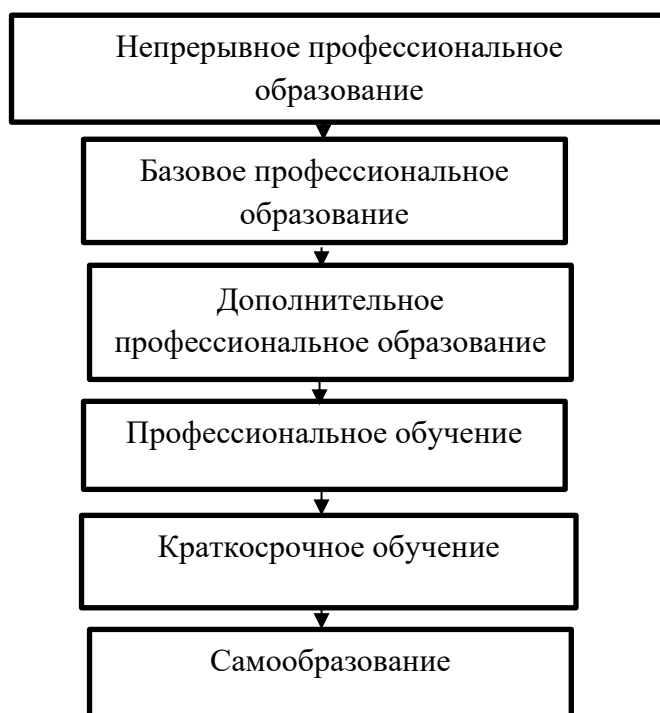 Непрерывное профессиональное
образование
Базовое профессиональное
образование
Дополнительное
профессиональное образование
Профессиональное обучение
Краткосрочное обучение
Самообразование